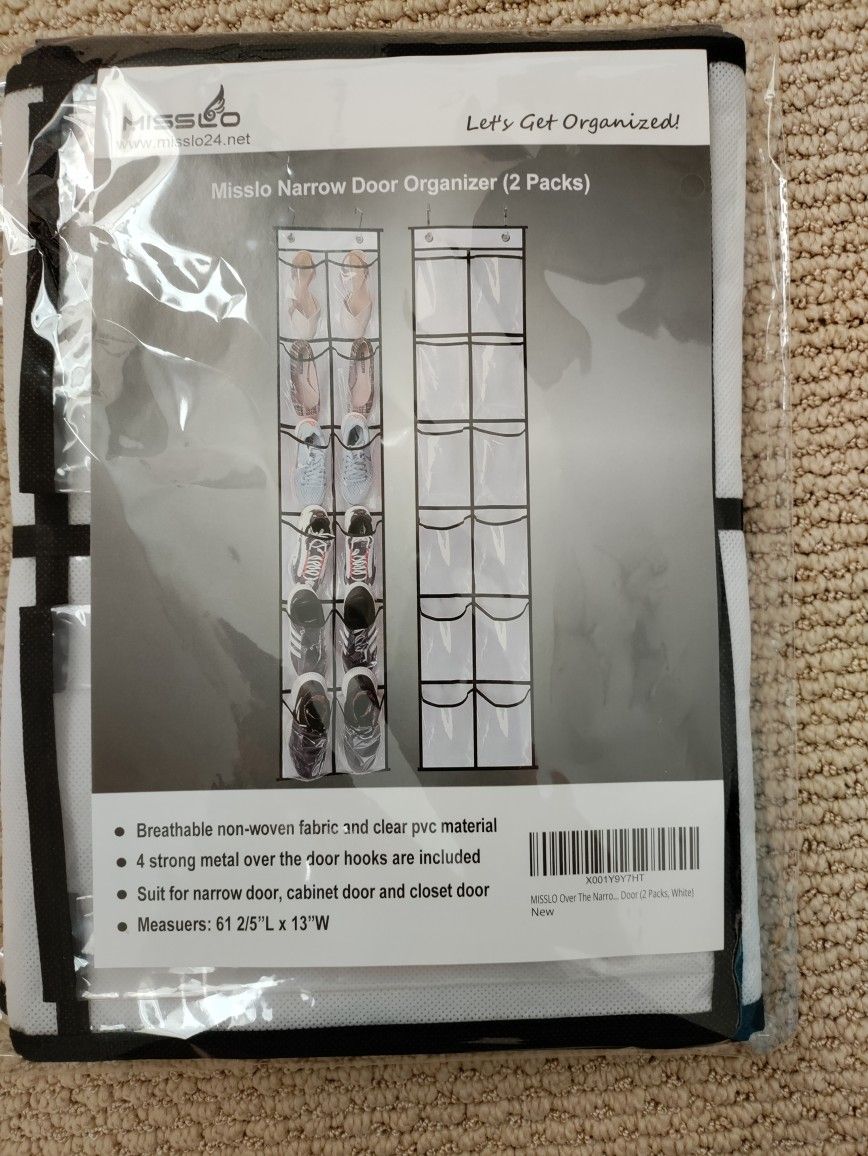 MISSLO
www.misslo24.net
Let's Get Organized!
Misslo Narrow Door Organizer (2 Packs)
● Breathable non-woven fabric and clear pvc material
● 4 strong metal over the door hooks are included
● Suit for narrow door, cabinet door and closet door
● Measuers: 61 2/5”L x 13”W
X001Y9Y7HT
MISSLO Over The Narro... Door (2 Packs, White)
New